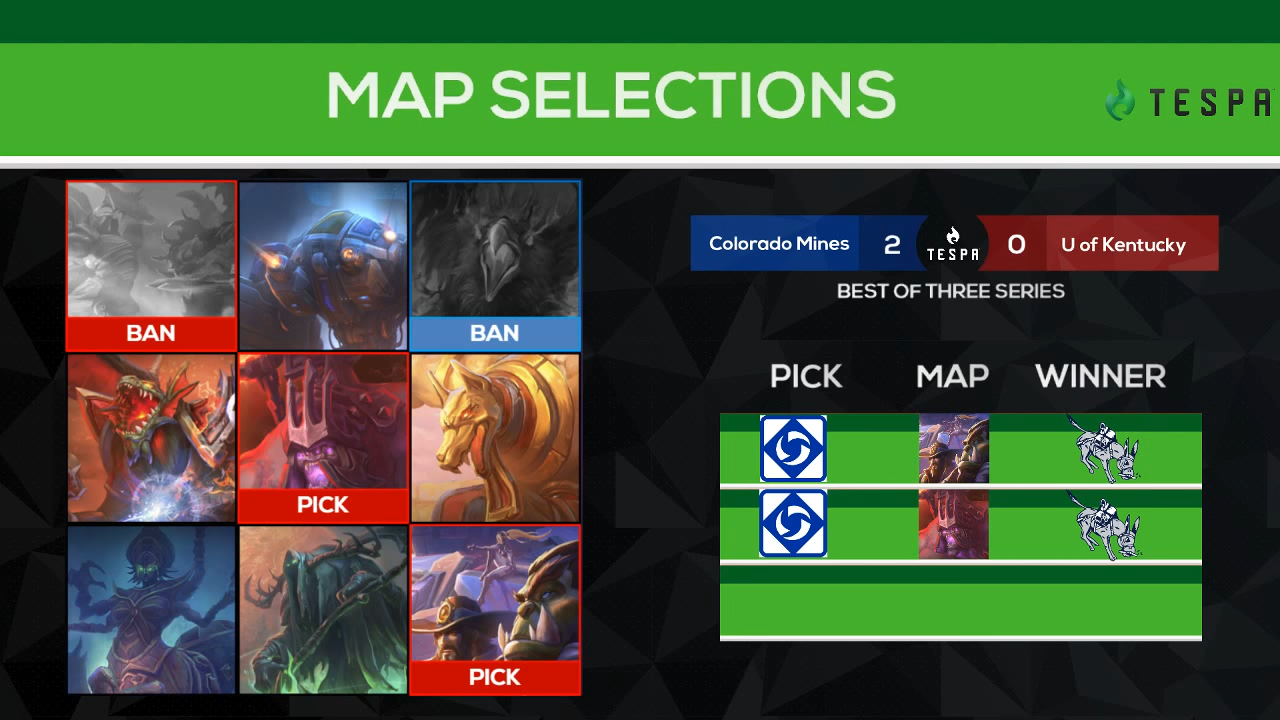 MAP SELECTIONS
TESPA
BAN
BAN
PICK
PICK
Colorado Mines 2 TESPA 0 U of Kentucky
BEST OF THREE SERIES
PICK MAP WINNER